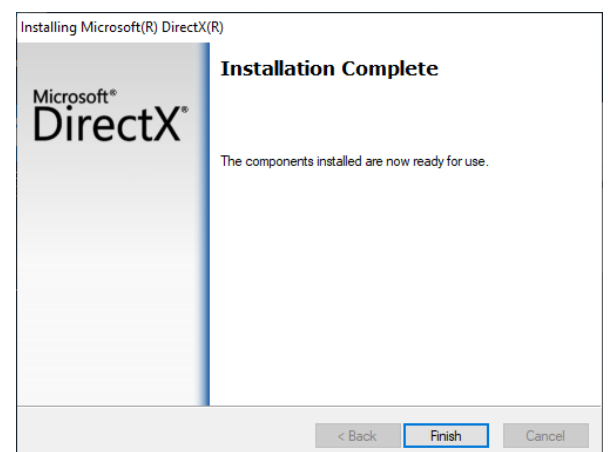 Installing Microsoft(R) DirectX(R)
Installation Complete
Microsoft®
DirectX®
The components installed are now ready for use.
< Back
Finish
Cancel